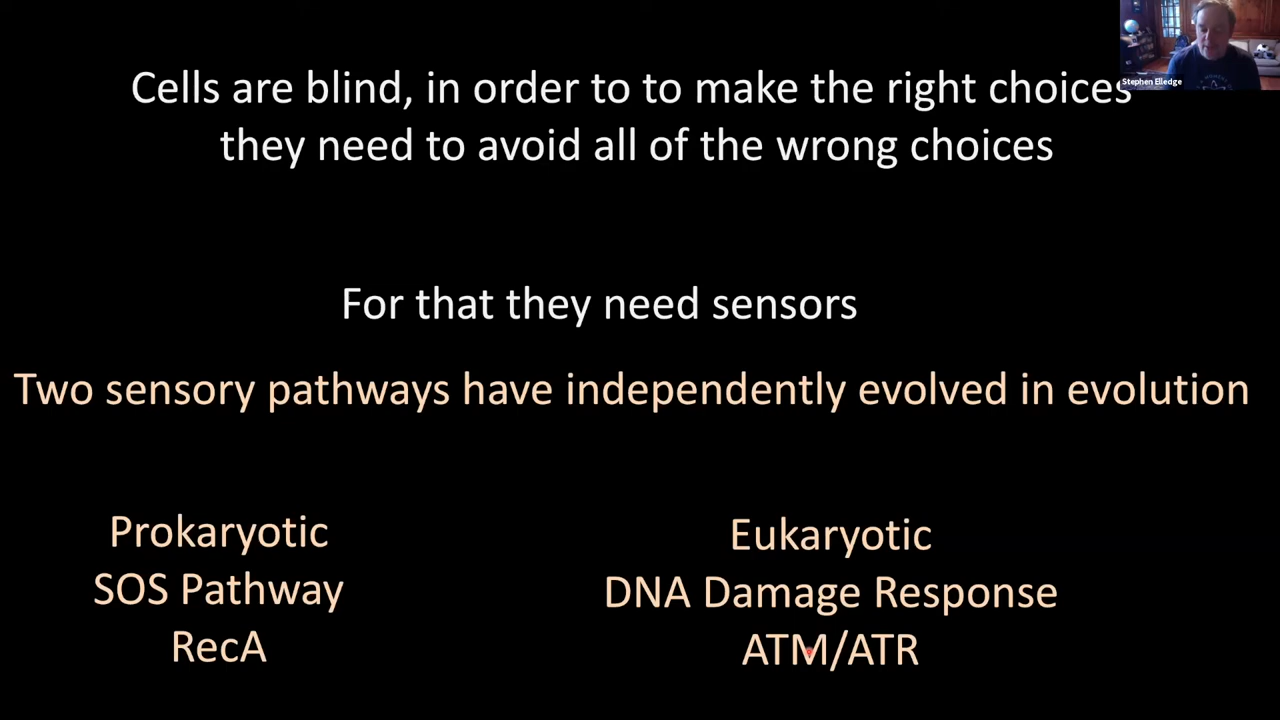 Cells are blind, in order to to make the right choices
they need to avoid all of the wrong choices
Stephen Elledge
For that they need sensors
Two sensory pathways have independently evolved in evolution
Prokaryotic
SOS Pathway
RecA
Eukaryotic
DNA Damage Response
ATM/ATR